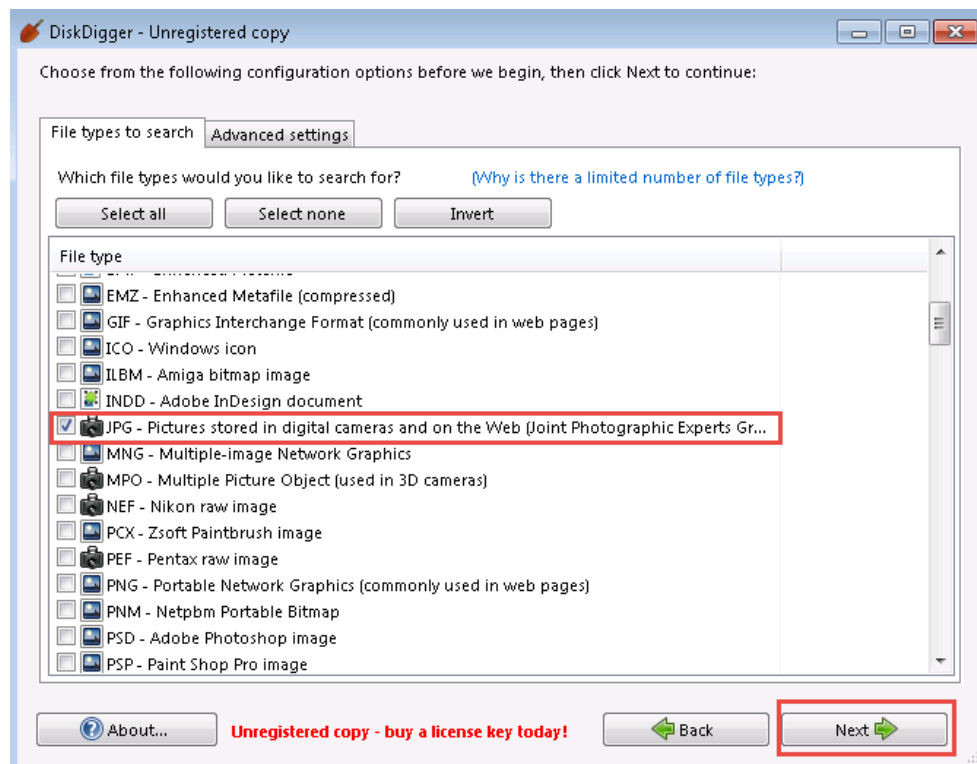 DiskDigger - Unregistered copy
Choose from the following configuration options before we begin, then click Next to continue:
File types to search
Advanced settings
Which file types would you like to search for?
(Why is there a limited number of file types?)
Select all
Select none
Invert
File type
EMZ - Enhanced Metafile (compressed)
GIF - Graphics Interchange Format (commonly used in web pages)
ICO - Windows icon
ILBM - Amiga bitmap image
INDD - Adobe InDesign document
JPG - Pictures stored in digital cameras and on the Web (Joint Photographic Experts Gr...
MNG - Multiple-image Network Graphics
MPO - Multiple Picture Object (used in 3D cameras)
NEF - Nikon raw image
PCX - Zsoft Paintbrush image
PEF - Pentax raw image
PNG - Portable Network Graphics (commonly used in web pages)
PNM - Netpbm Portable Bitmap
PSD - Adobe Photoshop image
PSP - Paint Shop Pro image
About...
Unregistered copy - buy a license key today!
Back
Next